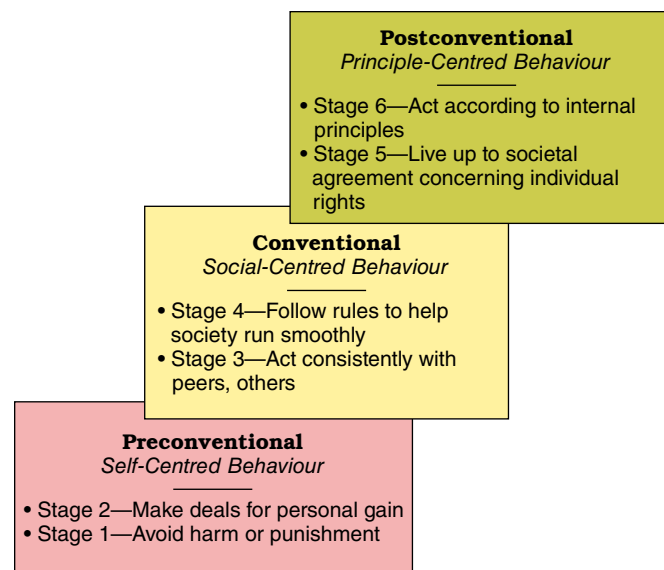 Postconventional
Principle-Centred Behaviour
• Stage 6—Act according to internal
principles
• Stage 5—Live up to societal
agreement concerning individual
rights
Conventional
Social-Centred Behaviour
• Stage 4—Follow rules to help
society run smoothly
• Stage 3—Act consistently with
peers, others
Preconventional
Self-Centred Behaviour
• Stage 2—Make deals for personal gain
• Stage 1—Avoid harm or punishment